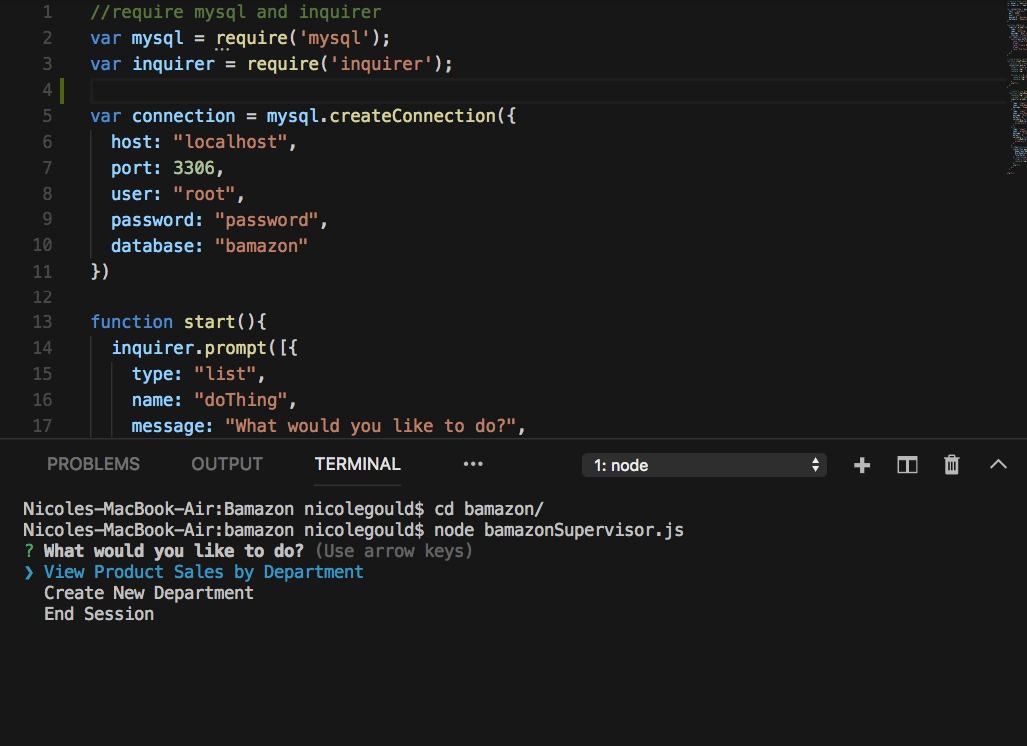 1 //require mysql and inquirer
2 var mysql = require('mysql');
3 var inquirer = require('inquirer');
4
5 var connection = mysql.createConnection({
6 host: "localhost",
7 port: 3306,
8 user: "root",
9 password: "password",
10 database: "bamazon"
11 })
12
13 function start(){
14 inquirer.prompt([{
15 type: "list",
16 name: "doThing",
17 message: "What would you like to do?",
PROBLEMS OUTPUT TERMINAL ••• 1: node
Nicoles-MacBook-Air:Bamazon nicolegould$ cd bamazon/
Nicoles-MacBook-Air:bamazon nicolegould$ node bamazonSupervisor.js
? What would you like to do? (Use arrow keys)
❯ View Product Sales by Department
Create New Department
End Session